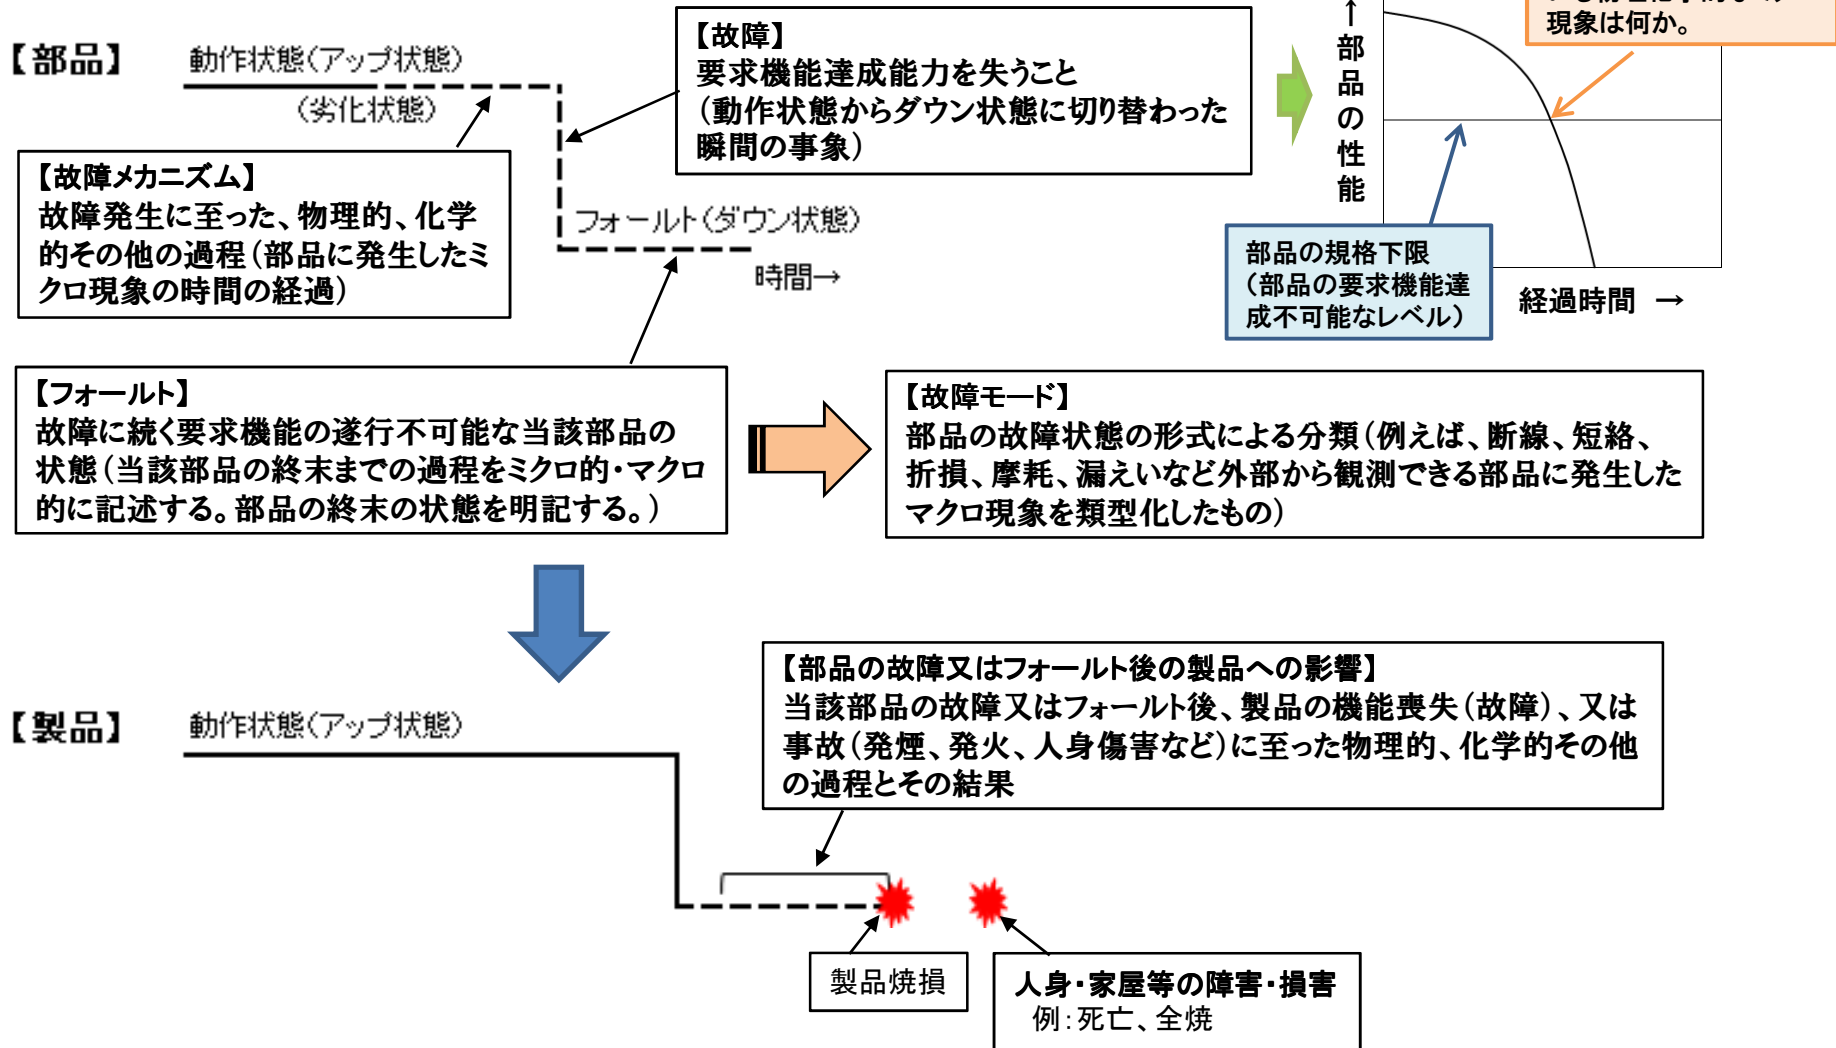 【部品】
動作状態(アップ状態)
(劣化状態)
【故障】
要求機能達成能力を失うこと
(動作状態からダウン状態に切り替わった
瞬間の事象)
現象は何か。
↑部品の性能
【故障メカニズム】
故障発生に至った、物理的、化学
的その他の過程(部品に発生したミ
クロ現象の時間の経過)
フォールト(ダウン状態)
時間→
部品の規格下限
(部品の要求機能達
成不可能なレベル)
経過時間 →
【フォールト】
故障に続く要求機能の遂行不可能な当該部品の
状態(当該部品の終末までの過程をミクロ的・マクロ
的に記述する。部品の終末の状態を明記する。)
【故障モード】
部品の故障状態の形式による分類(例えば、断線、短絡、
折損、摩耗、漏えいなど外部から観測できる部品に発生した
マクロ現象を類型化したもの)
【製品】
動作状態(アップ状態)
【部品の故障又はフォールト後の製品への影響】
当該部品の故障又はフォールト後、製品の機能喪失(故障)、又は
事故(発煙、発火、人身傷害など)に至った物理的、化学的その他
の過程とその結果
製品焼損
人身・家屋等の障害・損害
例:死亡、全焼